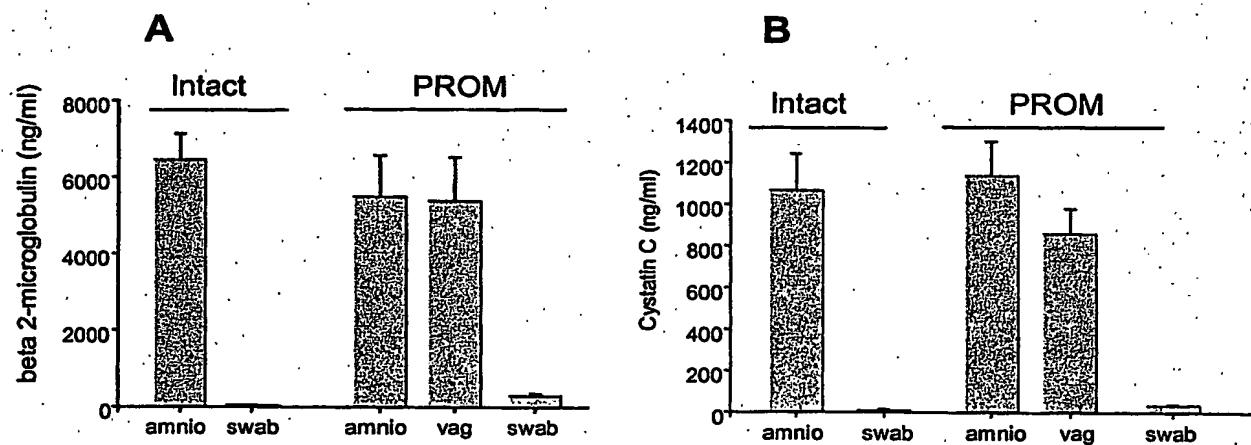 A
Intact PROM
beta 2-microglobulin (ng/ml)
8000
6000
4000
2000
0
amnio swab amnio vag swab
B
Intact PROM
Cystatin C (ng/ml)
1400
1200
1000
800
600
400
200
0
amnio swab amnio vag swab